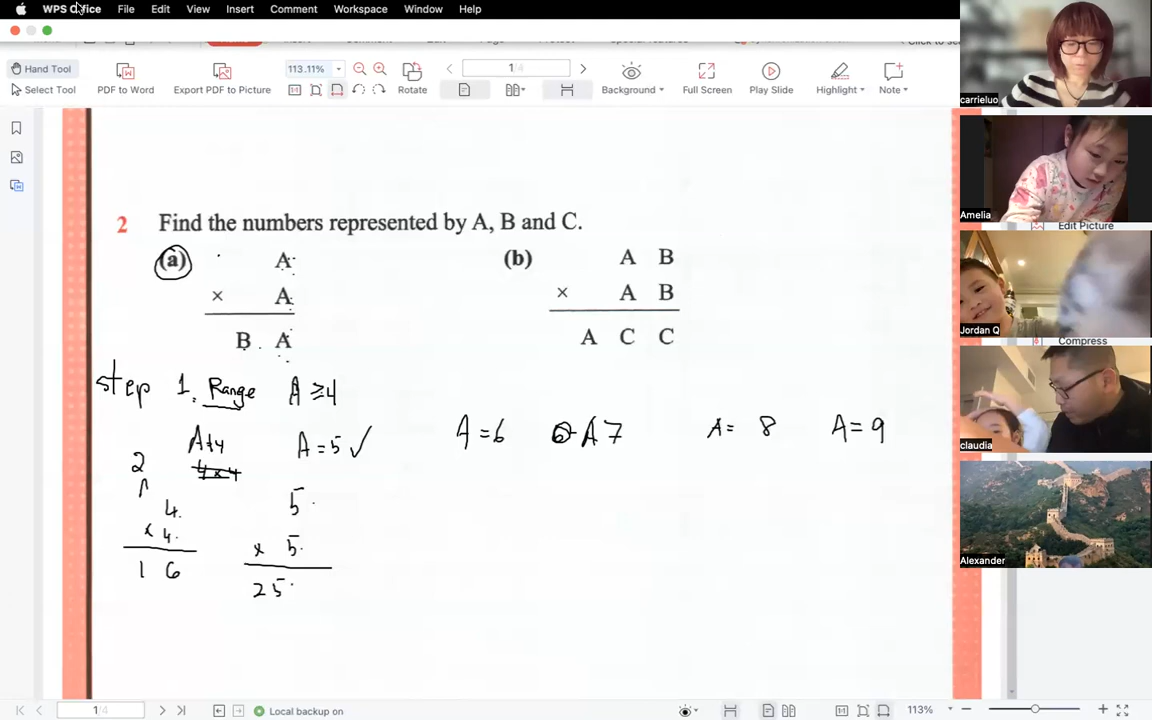 WPS Office File Edit View Insert Comment Workspace Window Help
Hand Tool 113.11% 1/4
Select Tool PDF to Word Export PDF to Picture Rotate Background Full Screen Play Slide Highlight Note
carrieluo
Amelia
Edit Picture
Jordan Q
Compress
claudia
Alexander
2 Find the numbers represented by A, B and C.
(a) A
× A
B A
(b) A B
× A B
A C C
step 1. Range A ≥4
A=5 ✓
A=6
A 7
A= 8
A=9
2
4
× 4
1 6
5
× 5
25
1/4 Local backup on 113%